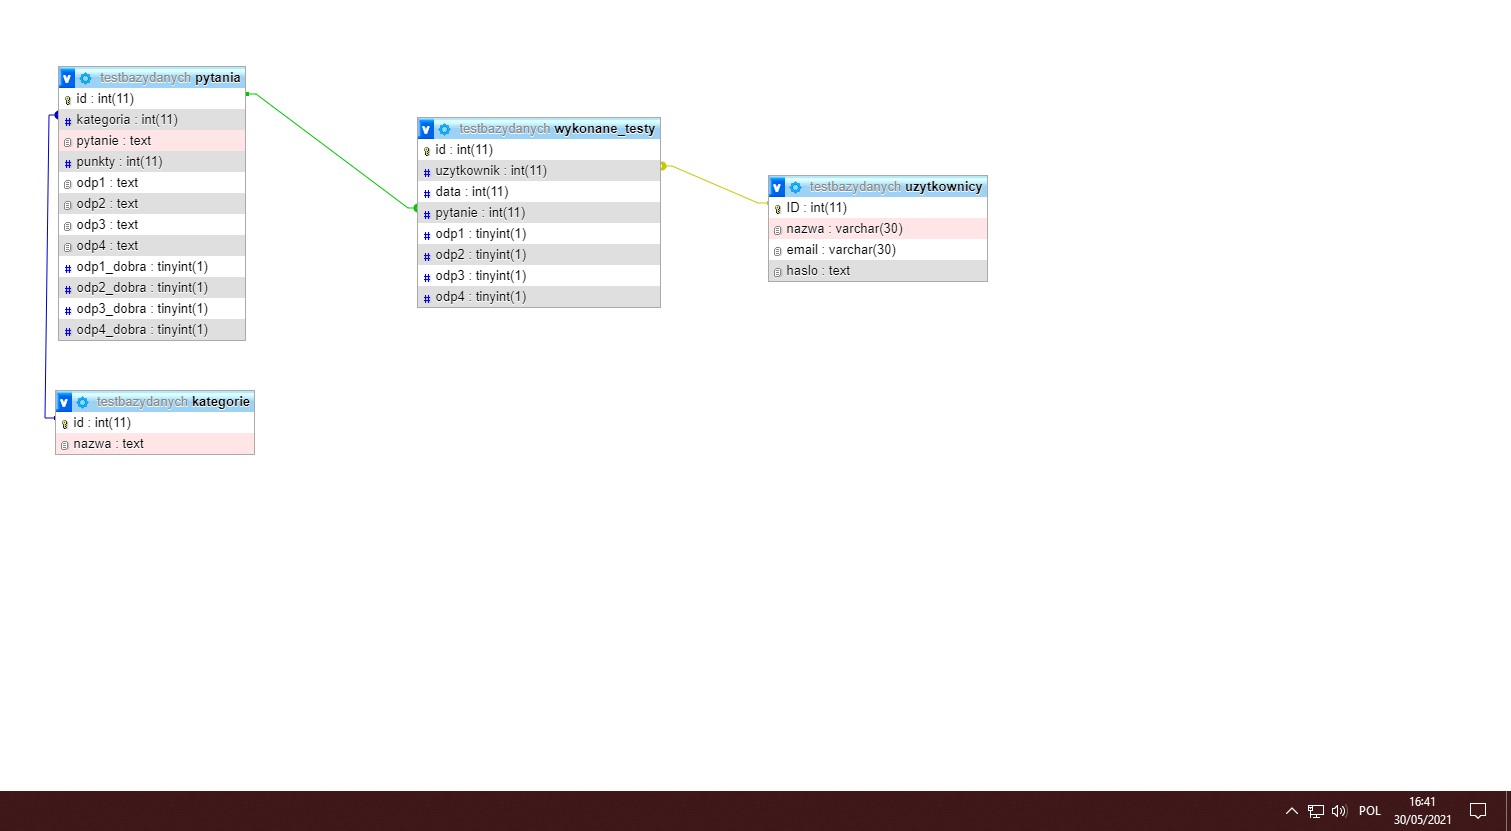 v testbazydanych pytania
id : int(11)
# kategoria : int(11)
pytanie : text
# punkty : int(11)
odp1 : text
odp2 : text
odp3 : text
odp4 : text
# odp1_dobra : tinyint(1)
# odp2_dobra : tinyint(1)
# odp3_dobra : tinyint(1)
# odp4_dobra : tinyint(1)
v testbazydanych kategorie
id : int(11)
nazwa : text
v testbazydanych wykonane_testy
id : int(11)
# uzytkownik : int(11)
# data : int(11)
# pytanie : int(11)
# odp1 : tinyint(1)
# odp2 : tinyint(1)
# odp3 : tinyint(1)
# odp4 : tinyint(1)
v testbazydanych uzytkownicy
ID : int(11)
nazwa : varchar(30)
email : varchar(30)
haslo : text
POL
16:41
30/05/2021